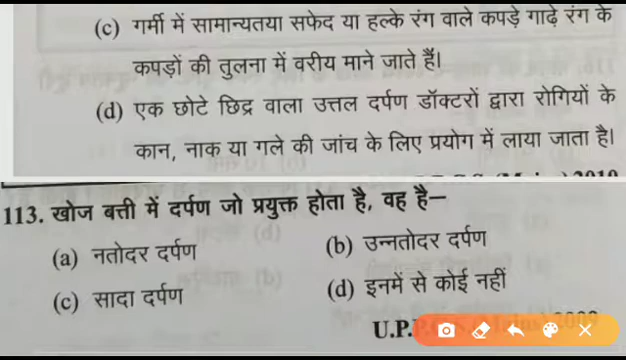 (c) गर्मी में सामान्यतया सफेद या हल्के रंग वाले कपड़े गाढ़े रंग के
कपड़ों की तुलना में वरीय माने जाते हैं।
(d) एक छोटे छिद्र वाला उत्तल दर्पण डॉक्टरों द्वारा रोगियों के
कान, नाक या गले की जांच के लिए प्रयोग में लाया जाता है।
113. खोज बत्ती में दर्पण जो प्रयुक्त होता है, वह है–
(a) नतोदर दर्पण
(b) उन्नतोदर दर्पण
(c) सादा दर्पण
(d) इनमें से कोई नहीं
U.P.